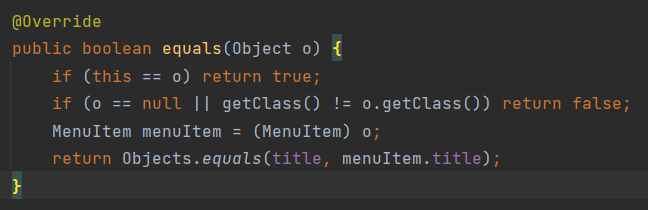 @Override
public boolean equals(Object o) {
    if (this == o) return true;
    if (o == null || getClass() != o.getClass()) return false;
    MenuItem menuItem = (MenuItem) o;
    return Objects.equals(title, menuItem.title);
}